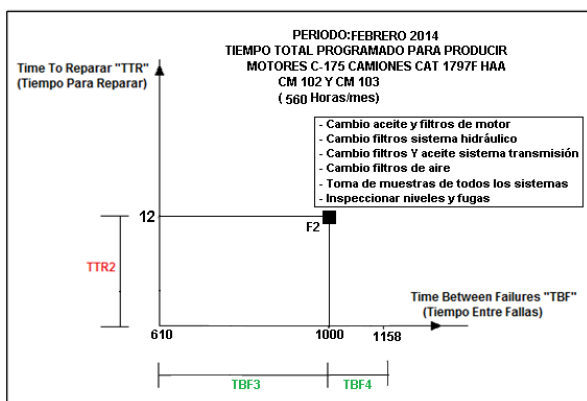 PERIODO:FEBRERO 2014
TIEMPO TOTAL PROGRAMADO PARA PRODUCIR
MOTORES C-175 CAMIONES CAT 1797F HAA
CM 102 Y CM 103
( 560 Horas/mes)
Time To Reparar "TTR"
(Tiempo Para Reparar)
- Cambio aceite y filtros de motor
- Cambio filtros sistema hidráulico
- Cambio filtros Y aceite sistema transmisión
- Cambio filtros de aire
- Toma de muestras de todos los sistemas
- Inspeccionar niveles y fugas
12
F2
TTR2
Time Between Failures "TBF"
(Tiempo Entre Fallas)
610 1000 1158
TBF3 TBF4